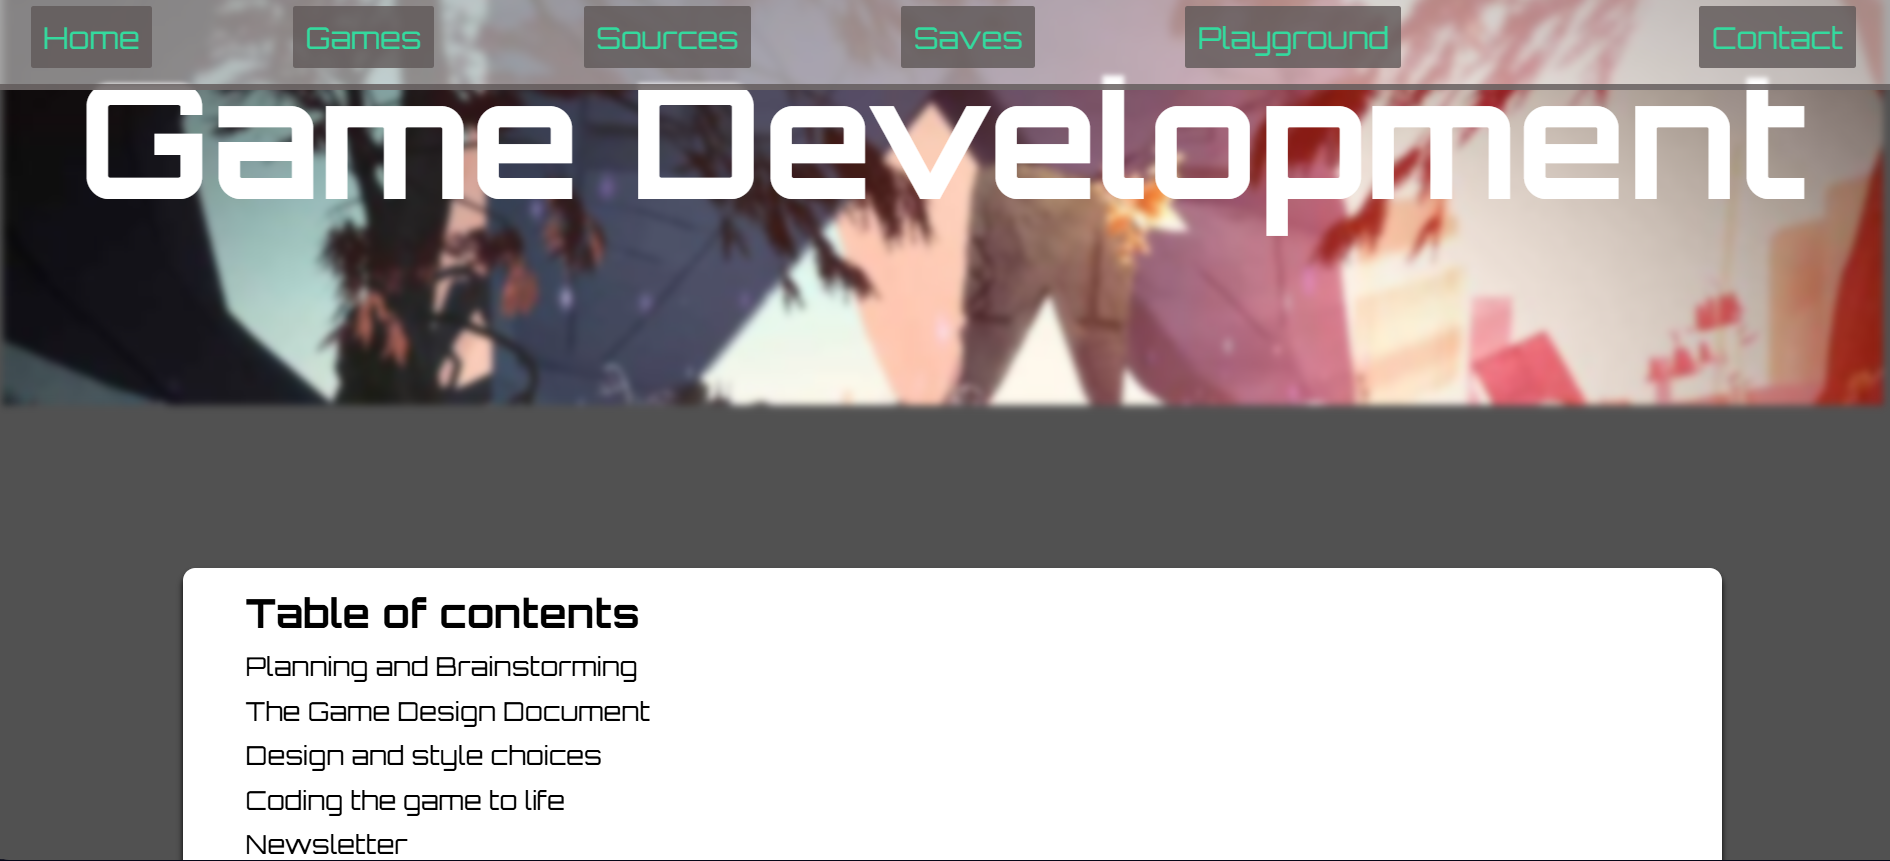 Home Games Sources Saves Playground Contact
Game Development
Table of contents
Planning and Brainstorming
The Game Design Document
Design and style choices
Coding the game to life
Newsletter